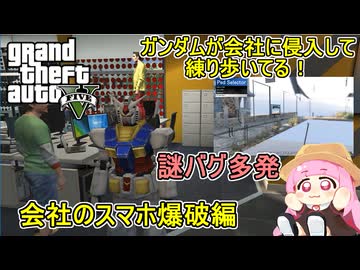 grand
theft
auto
FIVE
V
ガンダムが会社に侵入して
練り歩いてる！
Ped Selector
謎バグ多発
会社のスマホ爆破編